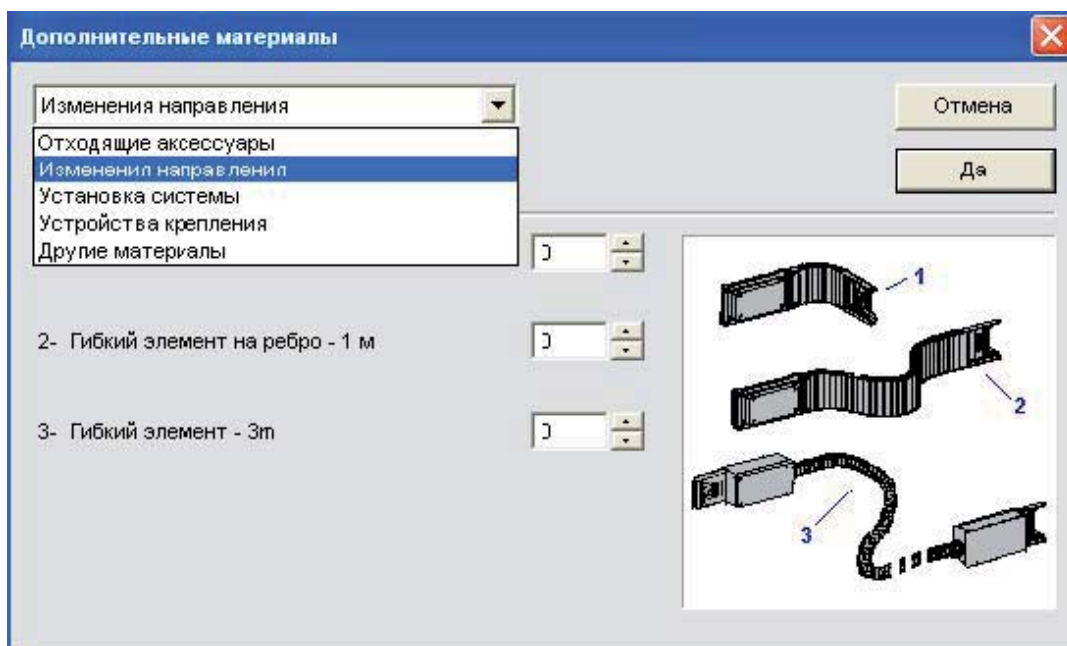 Дополнительные материалы
Изменения направления
Отмена
Отходящие аксессуары
Изменения направления
Да
Установка системы
Устройства крепления
Другие материалы
0
2- Гибкий элемент на ребро - 1 м
0
3- Гибкий элемент - 3m
0
1
2
3